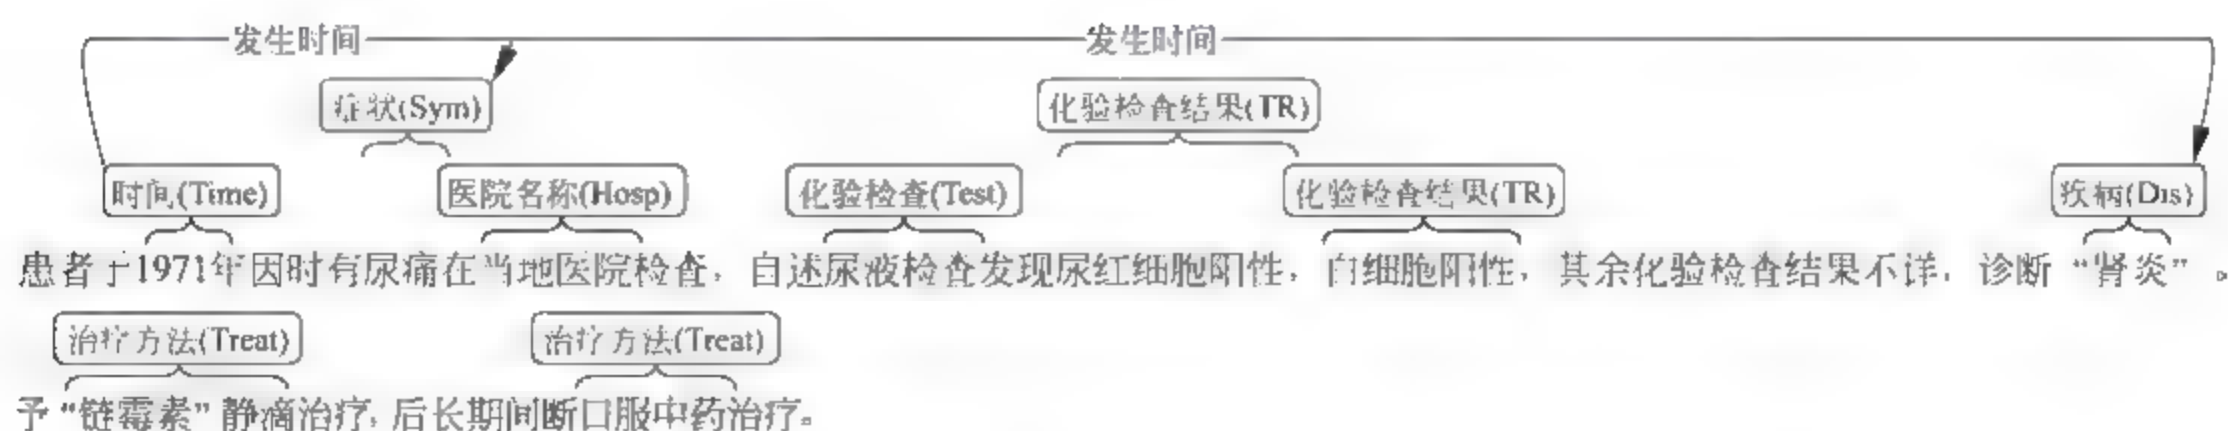 发生时间 发生时间
症状(Sym) 化验检查结果(TR)
时间(Time) 医院名称(Hosp) 化验检查(Test) 化验检查结果(TR) 疾病(Dis)
患者于1971年因时有尿痛在当地医院检查，自述尿液检查发现尿红细胞阳性，白细胞阳性，其余化验检查结果不详，诊断“肾炎”。
治疗方法(Treat) 治疗方法(Treat)
予“链霉素”静滴治疗，后长期间断口服中药治疗。